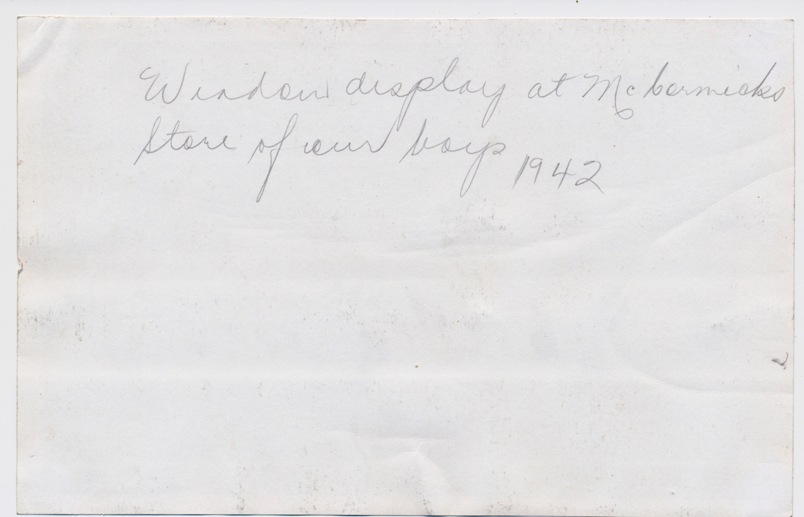 Window display at McCormicks
Store of our boys 1942